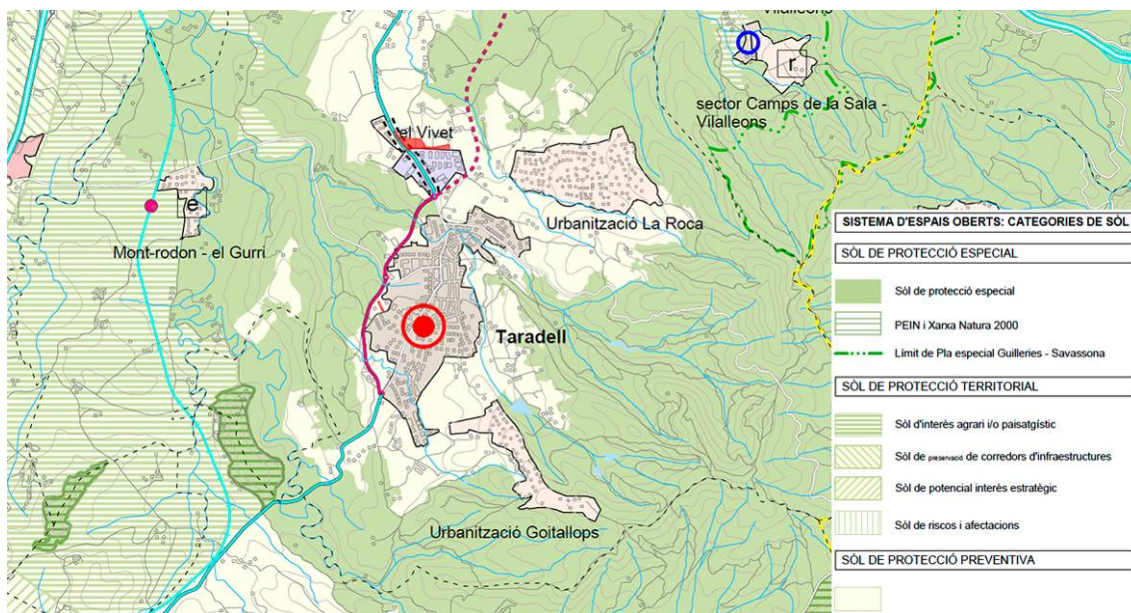 Vilalleons
r
sector Camps de la Sala -
Vilalleons
el Vivet
e
Urbanització La Roca
Mont-rodon - el Gurri
Taradell
Urbanització Goitallops
SISTEMA D'ESPAIS OBERTS: CATEGORIES DE SÒL
SÒL DE PROTECCIÓ ESPECIAL
Sòl de protecció especial
PEIN i Xarxa Natura 2000
Límit de Pla especial Guilleries - Savassona
SÒL DE PROTECCIÓ TERRITORIAL
Sòl d'interès agrari i/o paisatgístic
Sòl de preservació de corredors d'infraestructures
Sòl de potencial interès estratègic
Sòl de riscos i afectacions
SÒL DE PROTECCIÓ PREVENTIVA